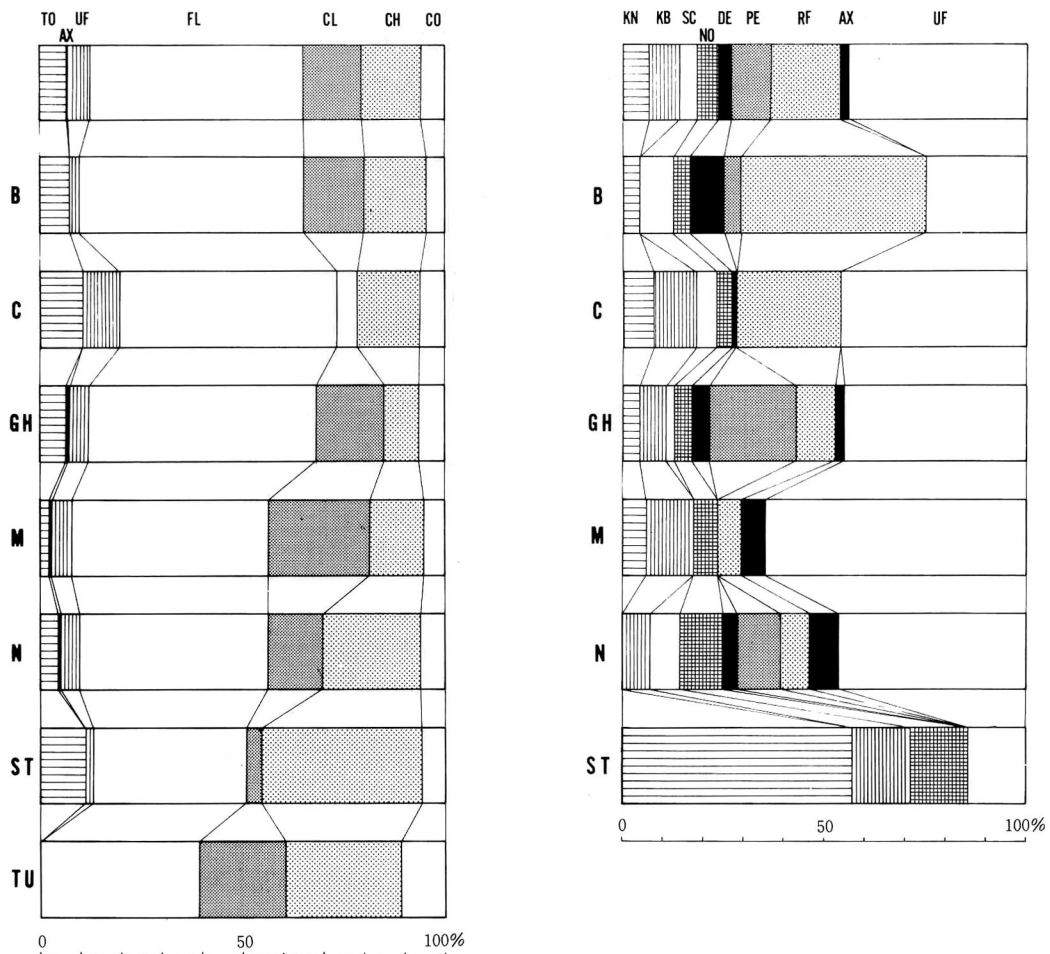 TO UF FL CL CH CO
AX
B
C
GH
M
N
ST
TU
0 50 100%
KN KB SC DE PE RF AX UF
NO
B
C
GH
M
N
ST
0 50 100%